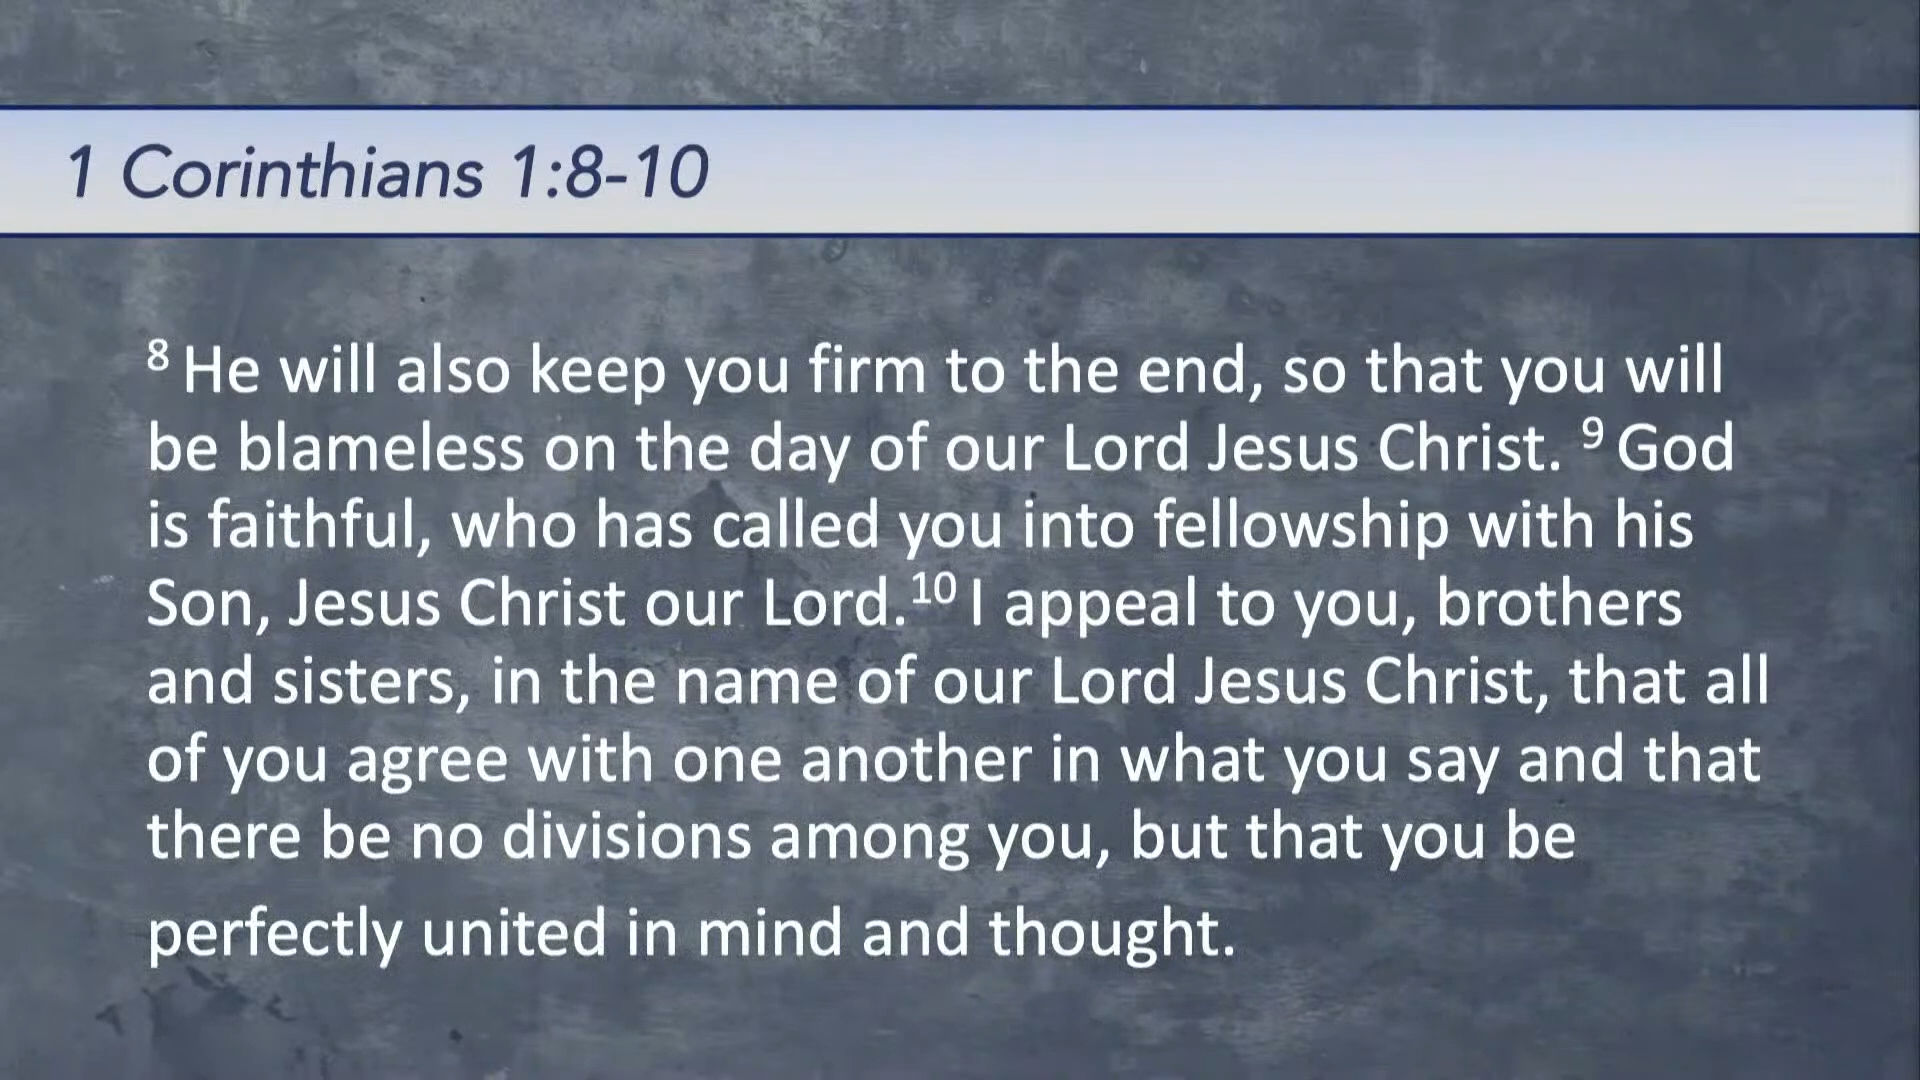 1 Corinthians 1:8-10
8 He will also keep you firm to the end, so that you will
be blameless on the day of our Lord Jesus Christ. 9 God
is faithful, who has called you into fellowship with his
Son, Jesus Christ our Lord.10 I appeal to you, brothers
and sisters, in the name of our Lord Jesus Christ, that all
of you agree with one another in what you say and that
there be no divisions among you, but that you be
perfectly united in mind and thought.